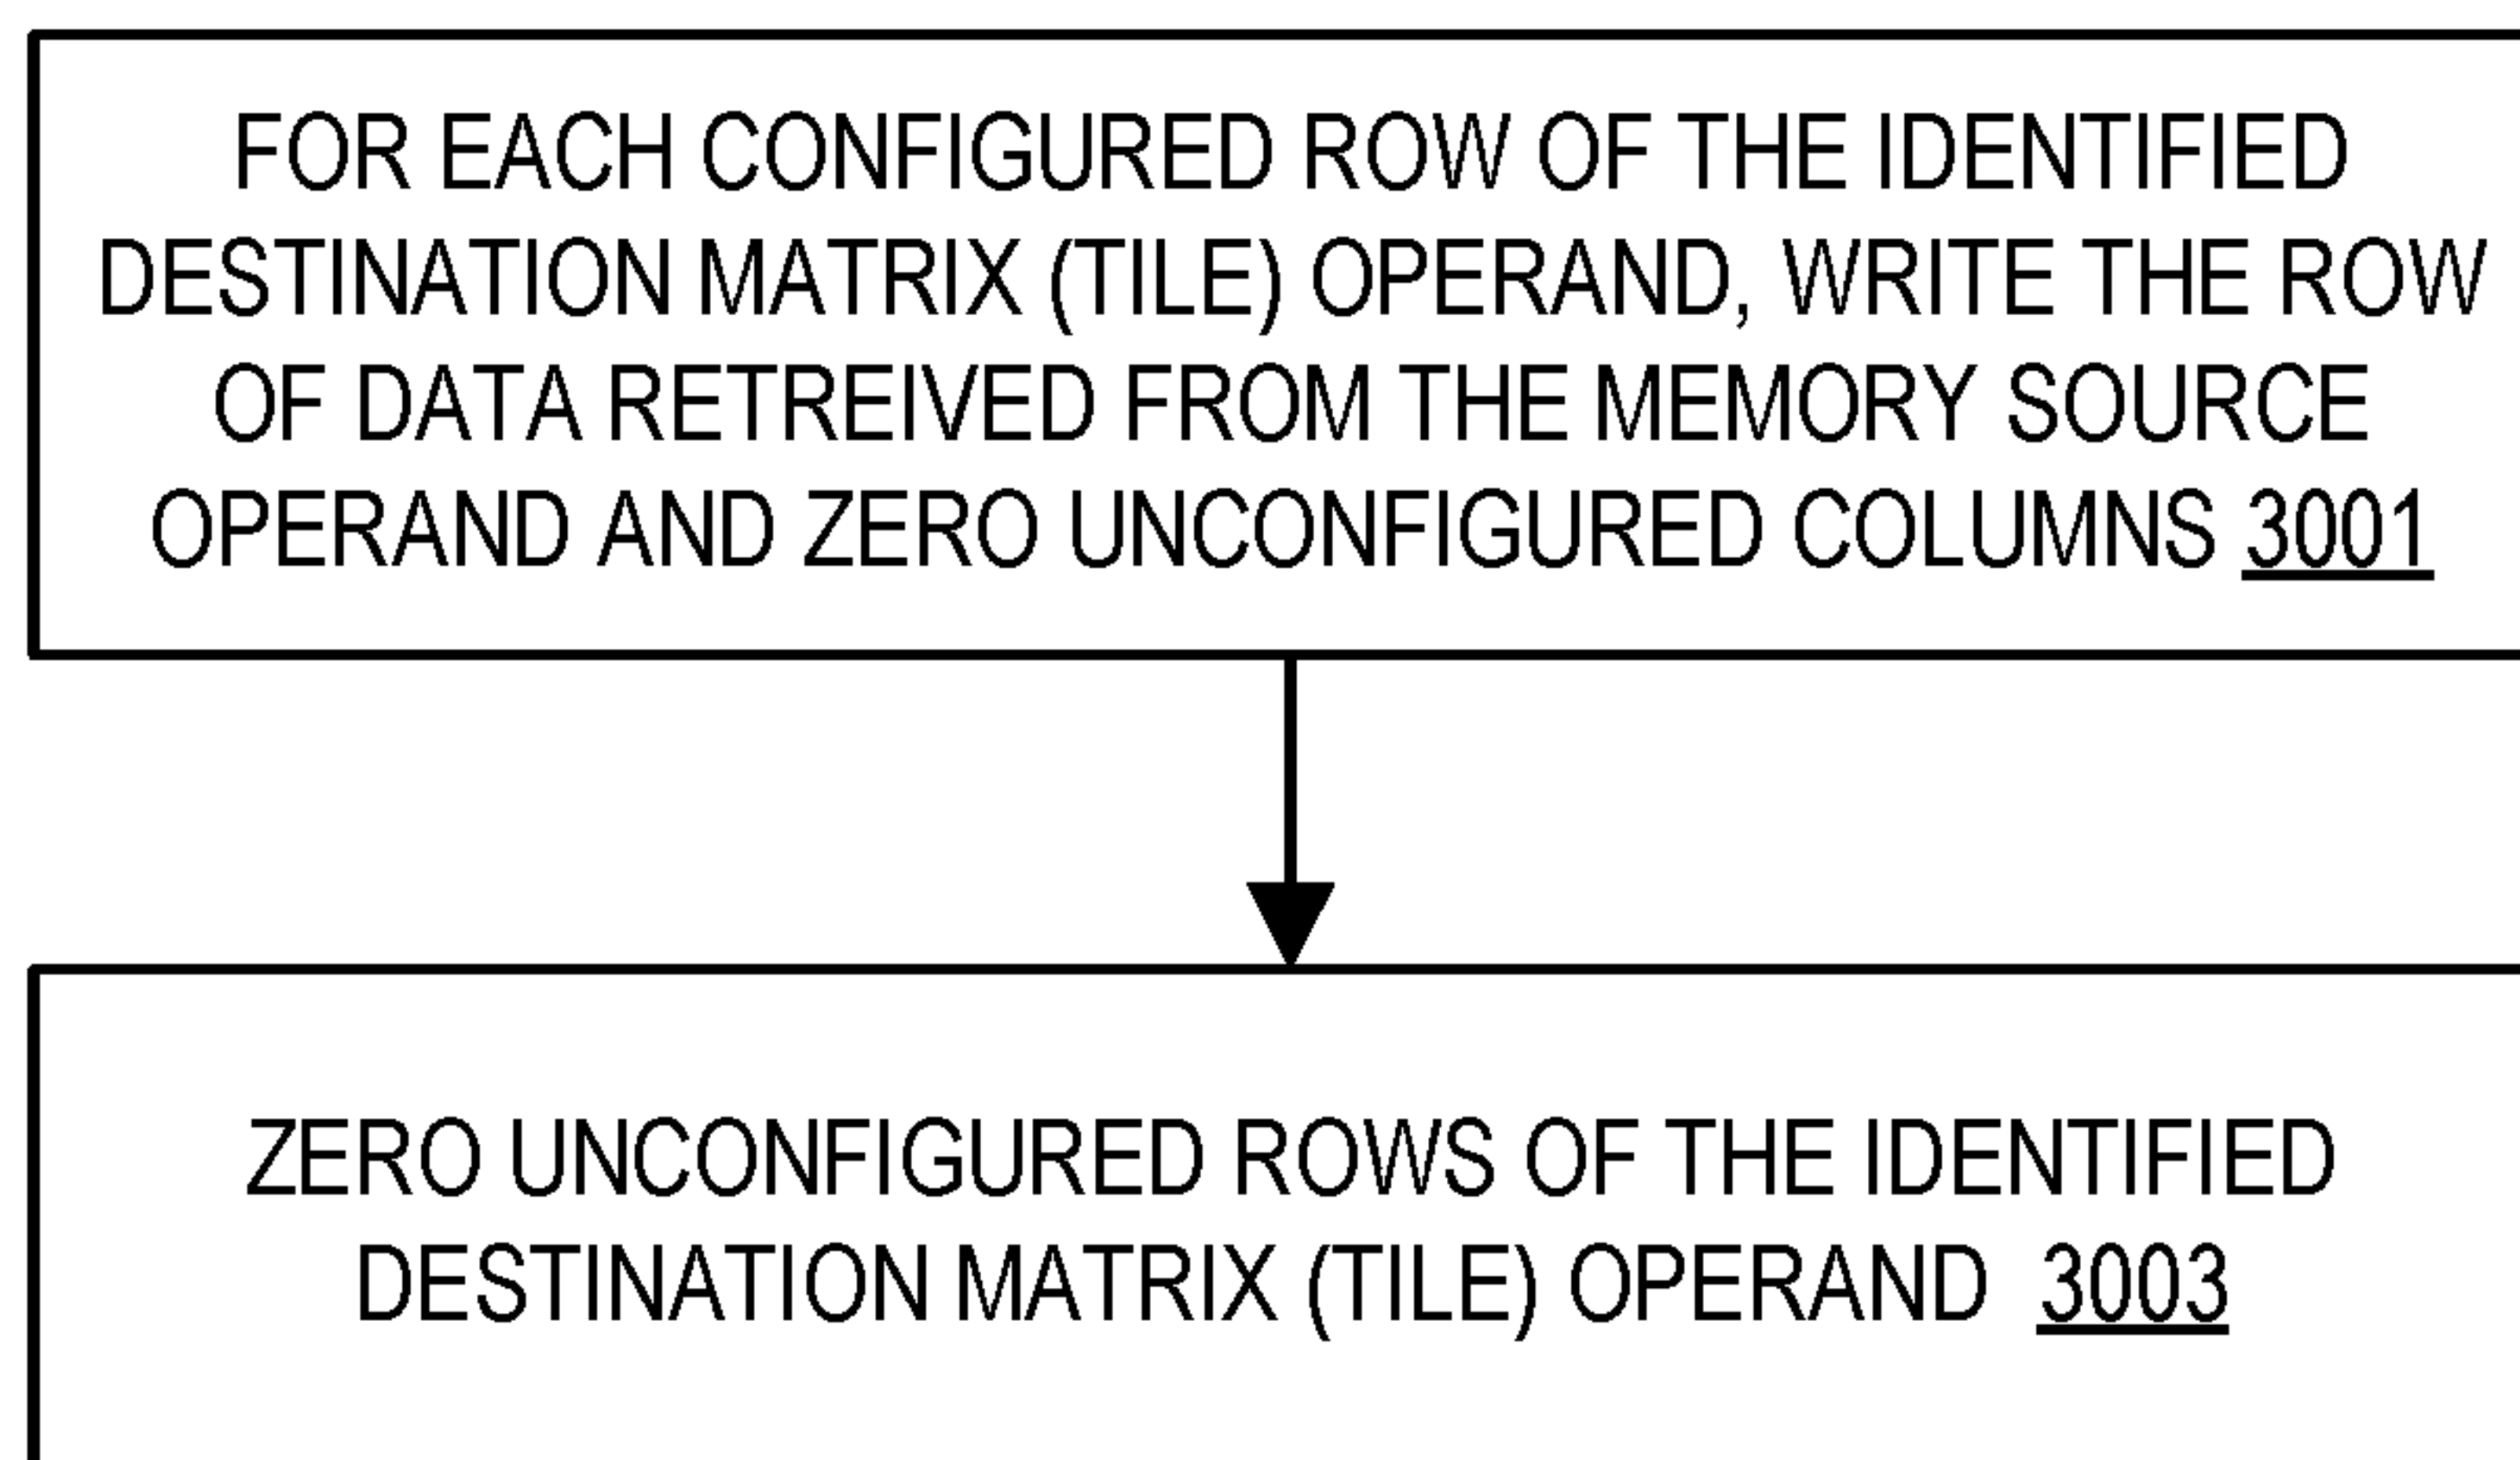 FOR EACH CONFIGURED ROW OF THE IDENTIFIED
DESTINATION MATRIX (TILE) OPERAND, WRITE THE ROW
OF DATA RETREIVED FROM THE MEMORY SOURCE
OPERAND AND ZERO UNCONFIGURED COLUMNS 3001
ZERO UNCONFIGURED ROWS OF THE IDENTIFIED
DESTINATION MATRIX (TILE) OPERAND 3003